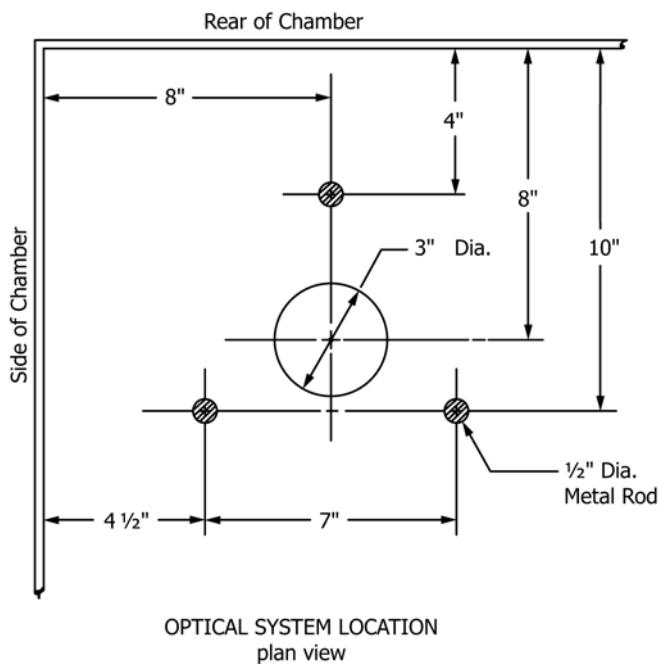 Rear of Chamber
8"
4"
8"
3" Dia.
10"
Side of Chamber
½" Dia.
Metal Rod
4 ½"
7"
OPTICAL SYSTEM LOCATION
plan view